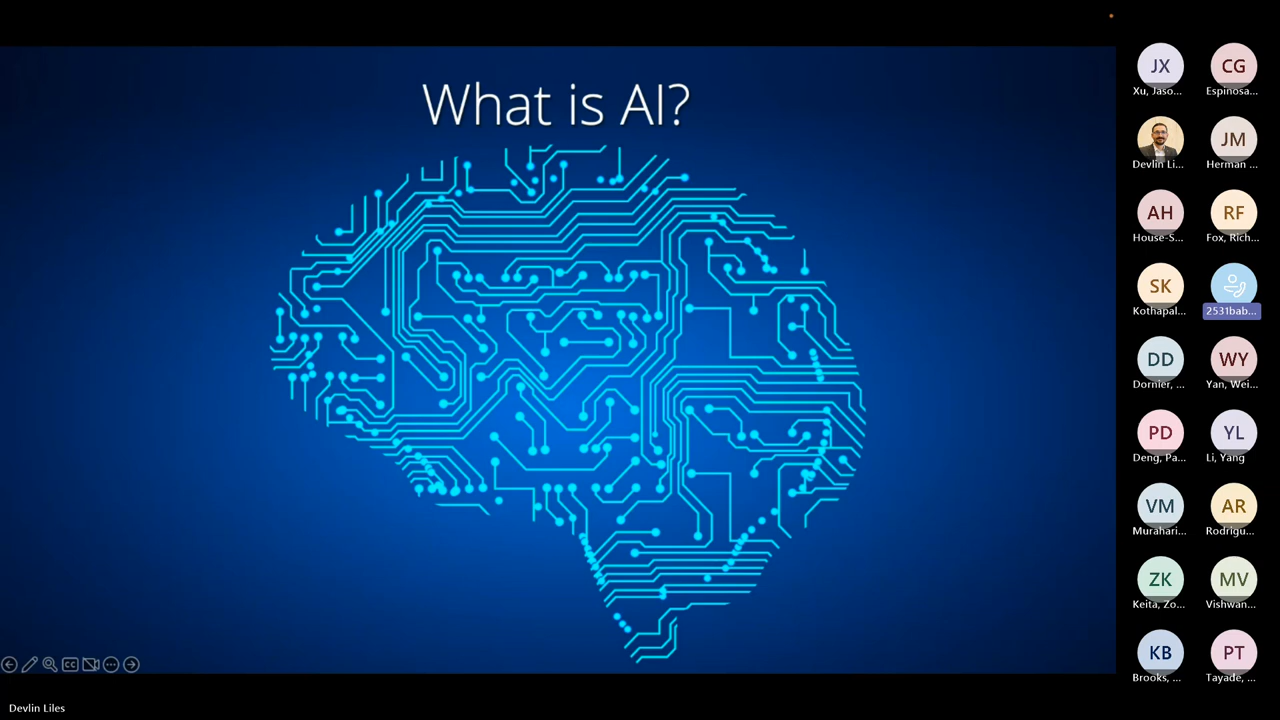 What is AI?
JX
Xu, Jaso...
CG
Espinosa...
Devlin Li...
JM
Herman ...
AH
House-S...
RF
Fox, Rich...
SK
Kothapal...
2531bab...
DD
Dornier, ...
WY
Yan, Wei...
PD
Deng, Pa...
YL
Li, Yang
VM
Murahari...
AR
Rodrigu...
ZK
Keita, Zo...
MV
Vishwan...
KB
Brooks, ...
PT
Tayade, ...
CC
Devlin Liles